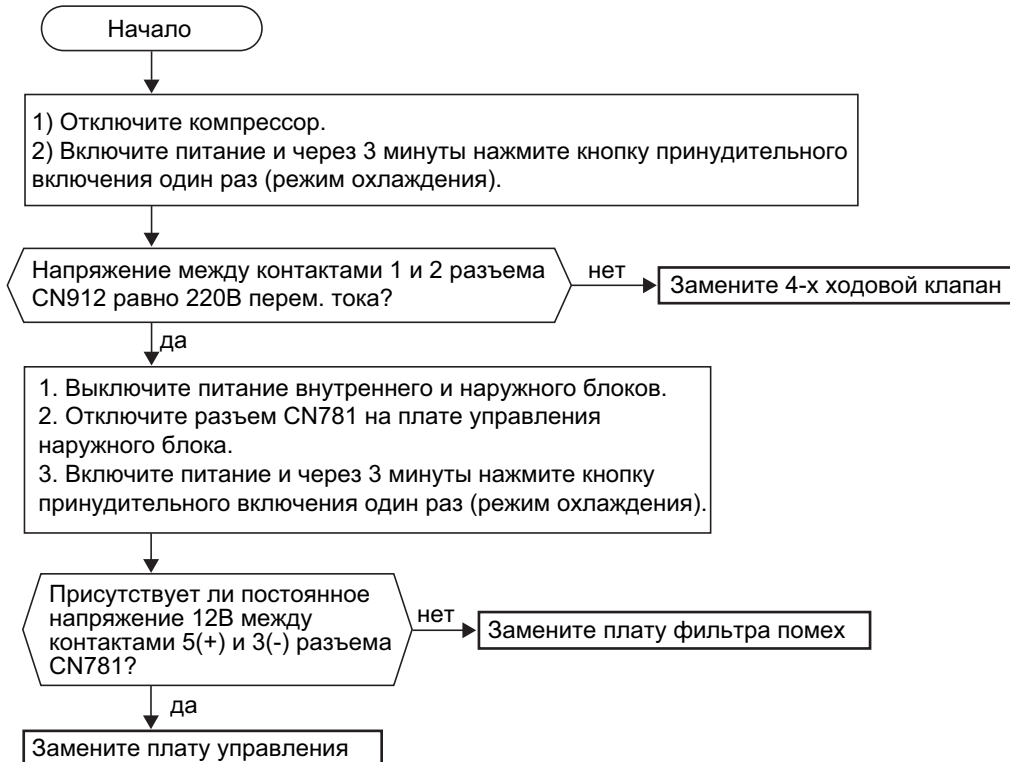 Начало
1) Отключите компрессор.
2) Включите питание и через 3 минуты нажмите кнопку принудительного
включения один раз (режим охлаждения).
Напряжение между контактами 1 и 2 разъема
CN912 равно 220В перем. тока?
нет
Замените 4-х ходовой клапан
да
1. Выключите питание внутреннего и наружного блоков.
2. Отключите разъем CN781 на плате управления
наружного блока.
3. Включите питание и через 3 минуты нажмите кнопку
принудительного включения один раз (режим охлаждения).
Присутствует ли постоянное
напряжение 12В между
контактами 5(+) и 3(-) разъема
CN781?
нет
Замените плату фильтра помех
да
Замените плату управления